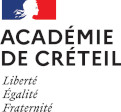 ACADÉMIE
DE CRÉTEIL
Liberté
Égalité
Fraternité